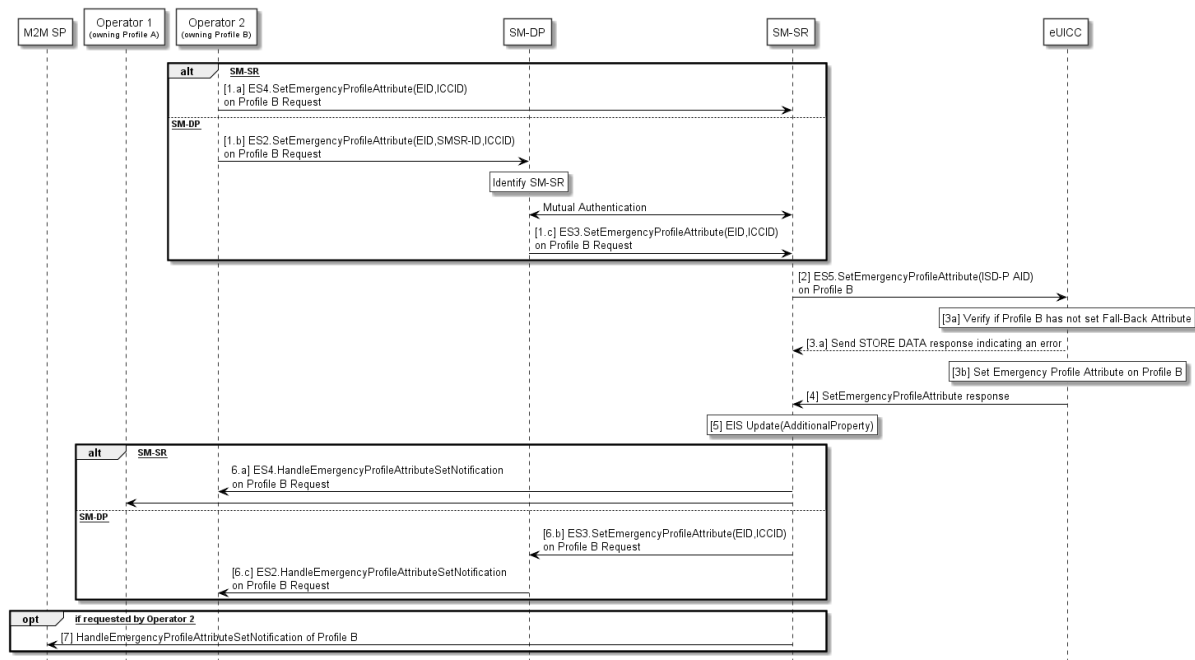 M2M SP
Operator 1
(owning Profile A)
Operator 2
(owning Profile B)
SM-DP
SM-SR
eUICC
alt
SM-SR
[1.a] ES4.SetEmergencyProfileAttribute(EID,ICCID)
on Profile B Request
SM-DP
[1.b] ES2.SetEmergencyProfileAttribute(EID,SMSR-ID,ICCID)
on Profile B Request
Identify SM-SR
Mutual Authentication
[1.c] ES3.SetEmergencyProfileAttribute(EID,ICCID)
on Profile B Request
[2] ES5.SetEmergencyProfileAttribute(ISD-P AID)
on Profile B
[3a] Verify if Profile B has not set Fall-Back Attribute
[3.a] Send STORE DATA response indicating an error
[3b] Set Emergency Profile Attribute on Profile B
[4] SetEmergencyProfileAttribute response
[5] EIS Update(AdditionalProperty)
alt
SM-SR
6.a] ES4.HandleEmergencyProfileAttributeSetNotification
on Profile B Request
SM-DP
[6.b] ES3.SetEmergencyProfileAttribute(EID,ICCID)
on Profile B Request
[6.c] ES2.HandleEmergencyProfileAttributeSetNotification
on Profile B Request
opt
if requested by Operator 2
[7] HandleEmergencyProfileAttributeSetNotification of Profile B